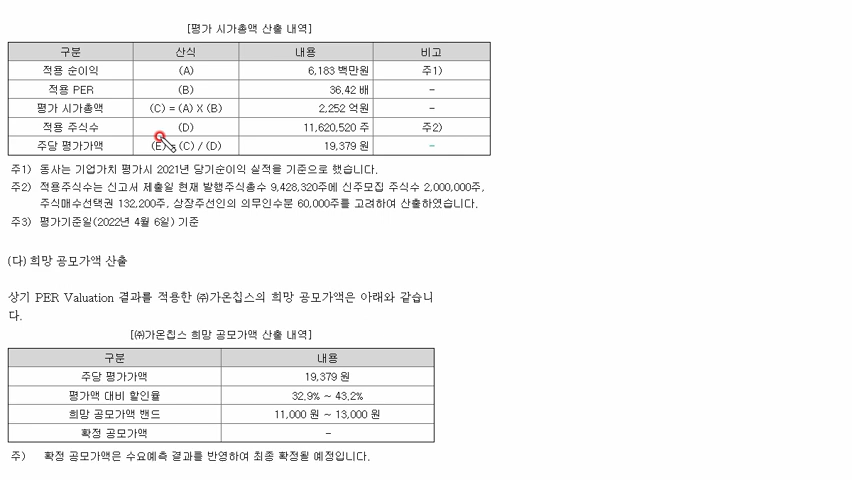 [평가 시가총액 산출 내역]
구분 산식 내용 비고
적용 순이익 (A) 6,183 백만원 주1)
적용 PER (B) 36.42 배 -
평가 시가총액 (C) = (A) X (B) 2,252 억원 -
적용 주식수 (D) 11,620,520 주 주2)
주당 평가가액 (E) = (C) / (D) 19,379 원 -
주1) 동사는 기업가치 평가시 2021년 당기순이익 실적을 기준으로 했습니다.
주2) 적용주식수는 신고서 제출일 현재 발행주식총수 9,428,320주에 신주모집 주식수 2,000,000주,
주식매수선택권 132,200주, 상장주선인의 의무인수분 60,000주를 고려하여 산출하였습니다.
주3) 평가기준일(2022년 4월 6일) 기준
(다) 희망 공모가액 산출
상기 PER Valuation 결과를 적용한 ㈜가온칩스의 희망 공모가액은 아래와 같습니
다.
[㈜가온칩스 희망 공모가액 산출 내역]
구분 내용
주당 평가가액 19,379 원
평가액 대비 할인율 32.9% ~ 43.2%
희망 공모가액 밴드 11,000 원 ~ 13,000 원
확정 공모가액 -
주) 확정 공모가액은 수요예측 결과를 반영하여 최종 확정될 예정입니다.